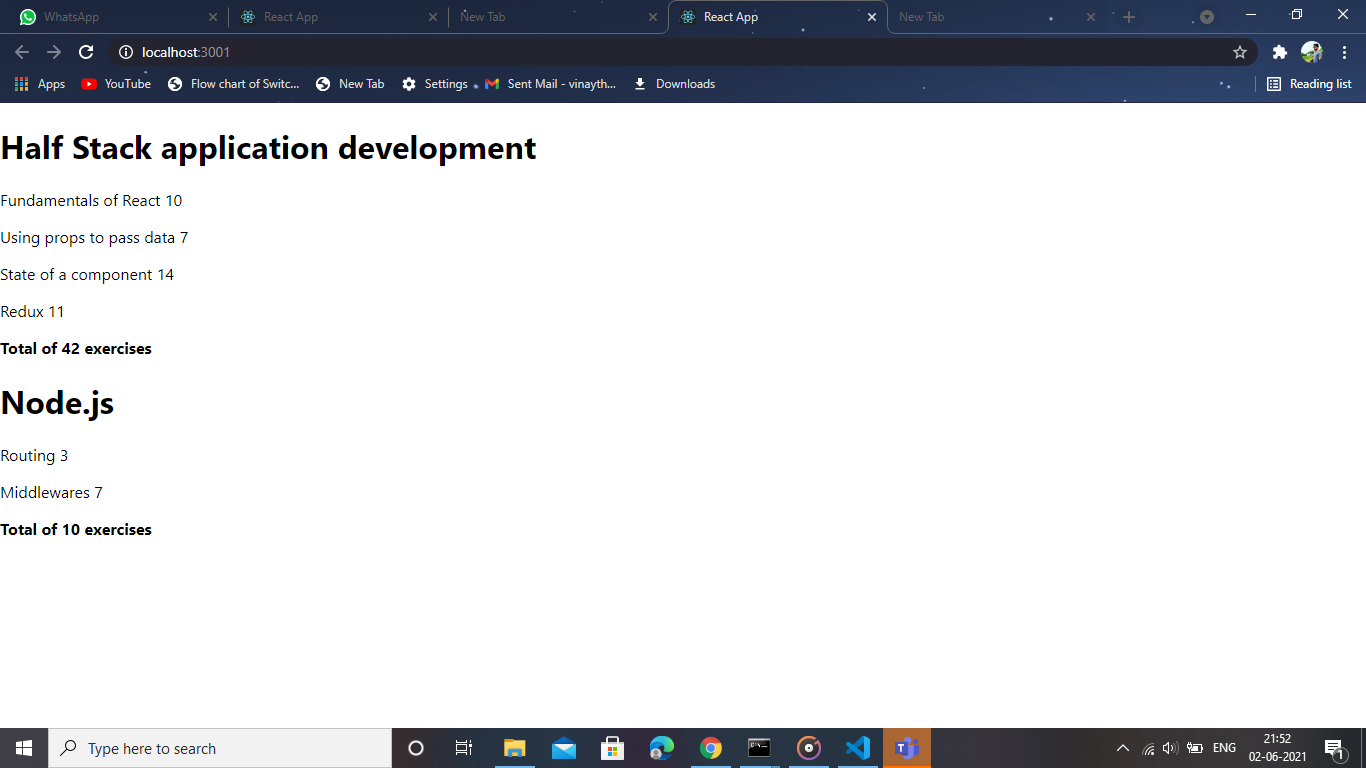 WhatsApp
React App
New Tab
React App
New Tab
localhost:3001
Apps
YouTube
Flow chart of Switc...
New Tab
Settings
Sent Mail - vinayth...
Downloads
Reading list
Half Stack application development
Fundamentals of React 10
Using props to pass data 7
State of a component 14
Redux 11
Total of 42 exercises
Node.js
Routing 3
Middlewares 7
Total of 10 exercises
Type here to search
ENG
21:52
02-06-2021
1